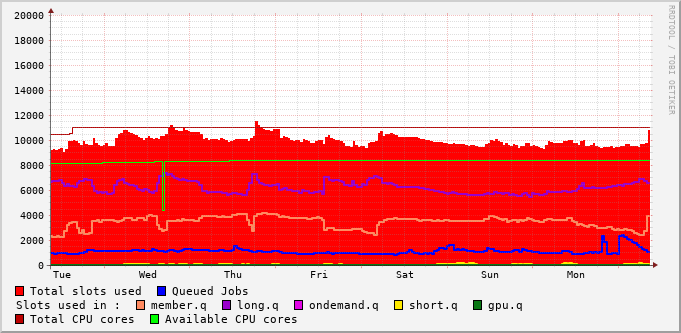 RRDTOOL / TOBI OETIKER
20000
18000
16000
14000
12000
10000
8000
6000
4000
2000
0
Tue Wed Thu Fri Sat Sun Mon
Total slots used Queued Jobs
Slots used in : member.q long.q ondemand.q short.q gpu.q
Total CPU cores Available CPU cores